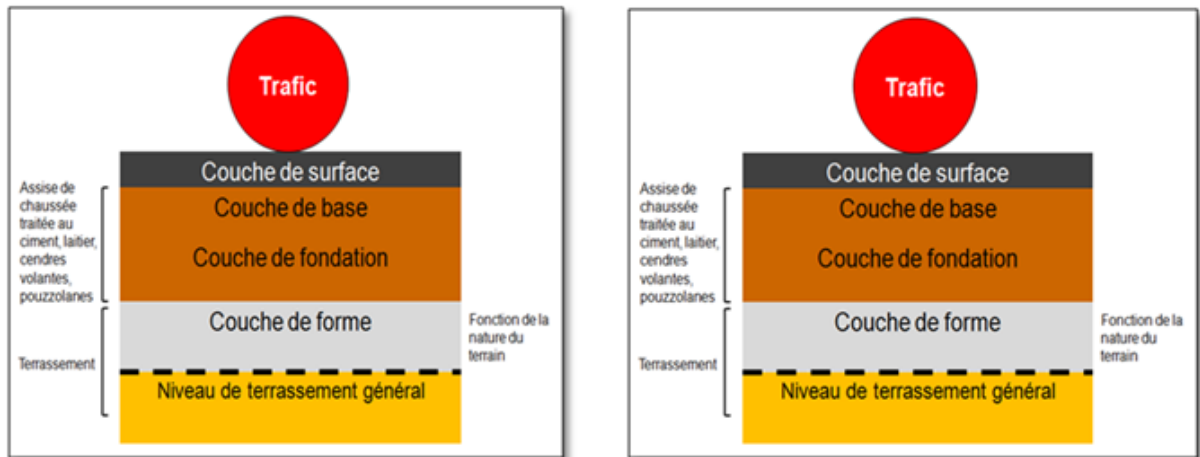 Trafic
Couche de surface
Assise de
chaussée
traitée au
ciment, laitier,
cendres
volantes,
pouzzolanes
Couche de base
Couche de fondation
Couche de forme
Fonction de la
nature du
terrain
Terrassement
Niveau de terrassement général
Trafic
Couche de surface
Assise de
chaussée
traitée au
ciment, laitier,
cendres
volantes,
pouzzolanes
Couche de base
Couche de fondation
Couche de forme
Fonction de la
nature du
terrain
Terrassement
Niveau de terrassement général